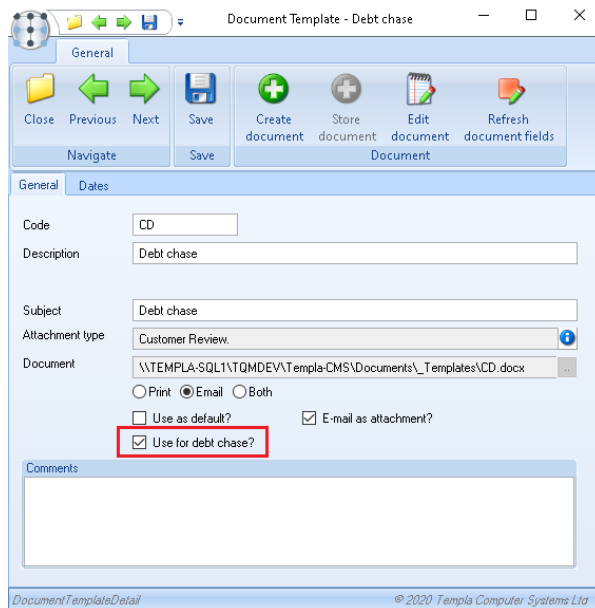 Document Template - Debt chase
General
Close Previous Next Save Create document Store document Edit document Refresh document fields
Navigate Save Document
General Dates
Code CD
Description Debt chase
Subject Debt chase
Attachment type Customer Review.
Document \\TEMPLA-SQL1\TQMDEV\Templa-CMS\Documents\_Templates\CD.docx ..
Print Email Both
Use as default? E-mail as attachment?
Use for debt chase?
Comments
DocumentTemplateDetail © 2020 Templa Computer Systems Ltd